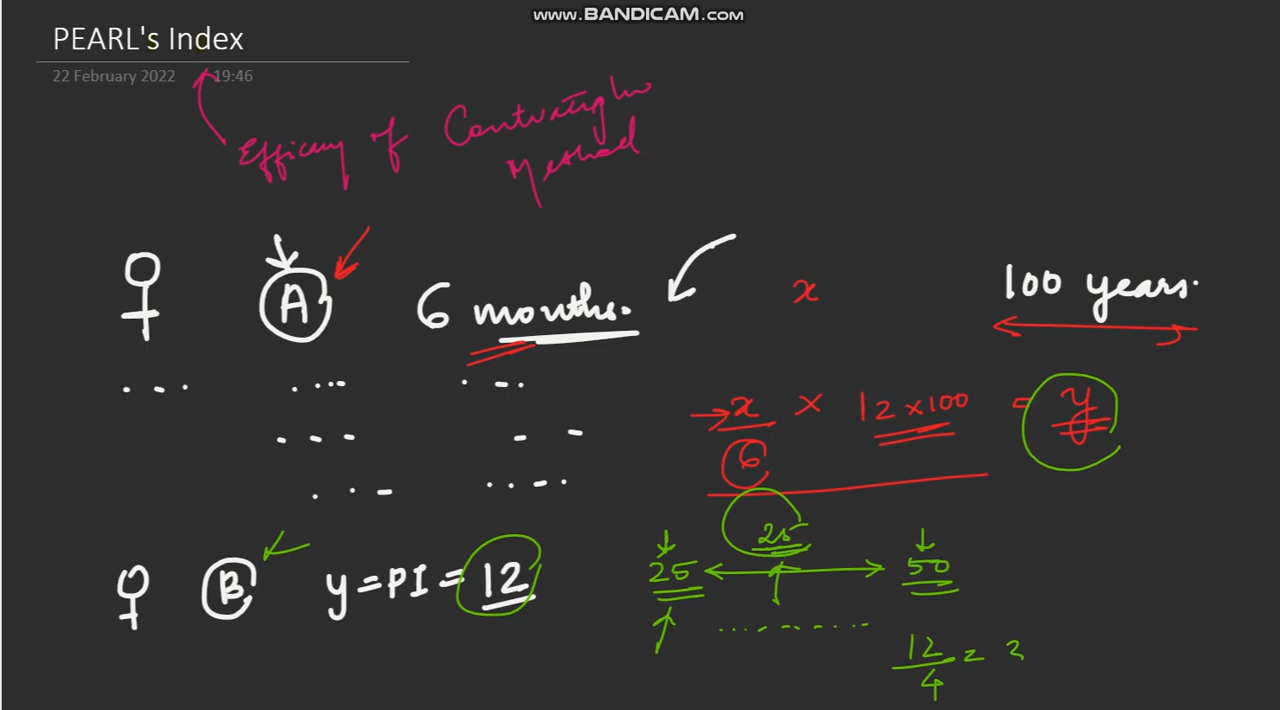 www.BANDICAM.com
PEARL's Index
22 February 2022 19:46
Efficacy of
Method
A 6 months. x 100 years.
x × 12 × 100 = y
6
25
25 50
B y = PI = 12
12 = 3
4